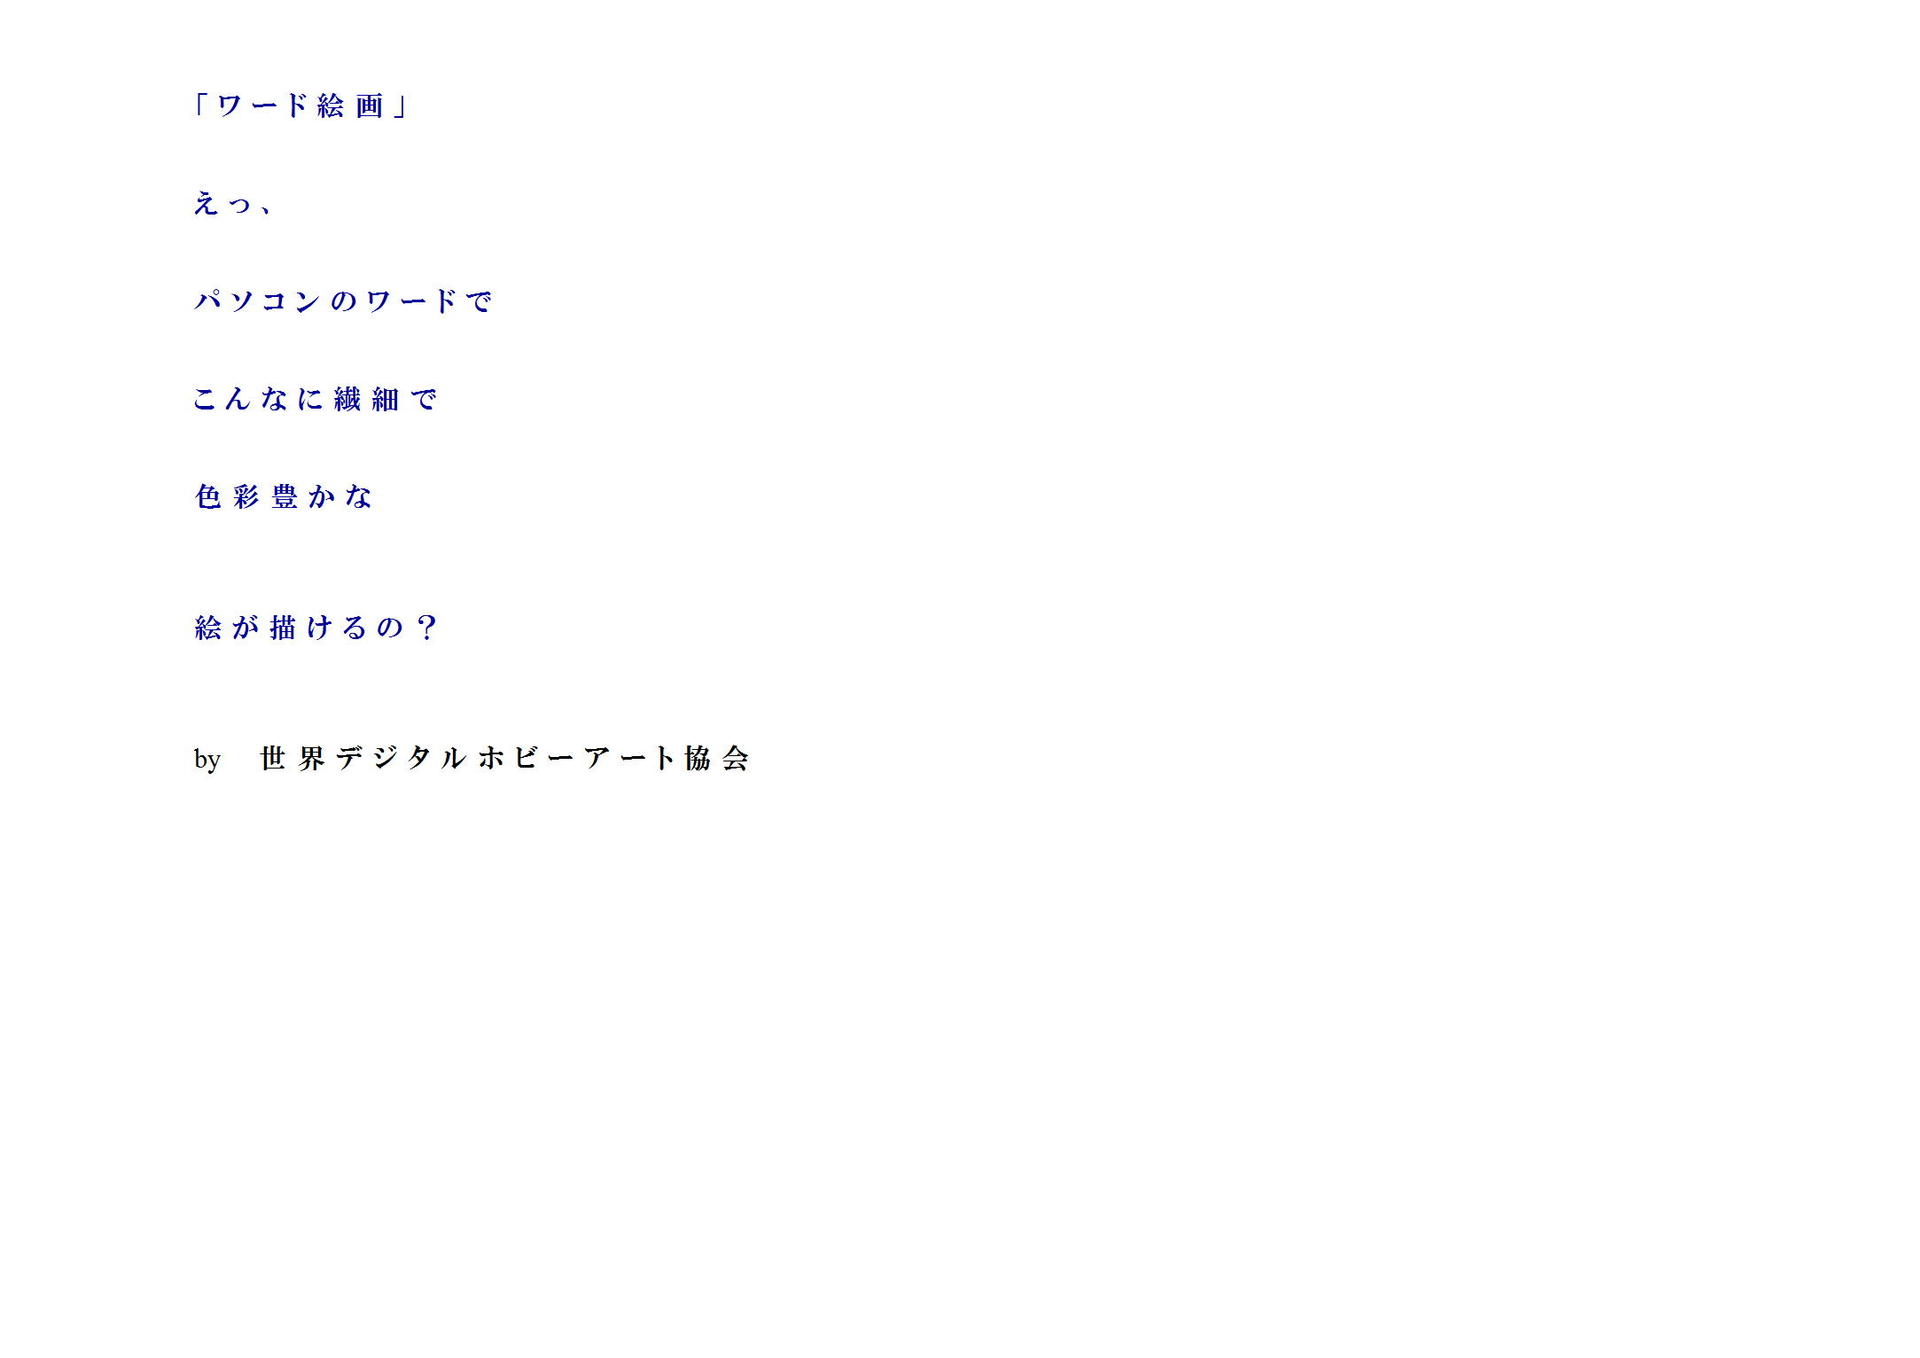 「ワード絵画」
えっ、
パソコンのワードで
こんなに繊細で
色彩豊かな
絵が描けるの？
by　世界デジタルホビーアート協会